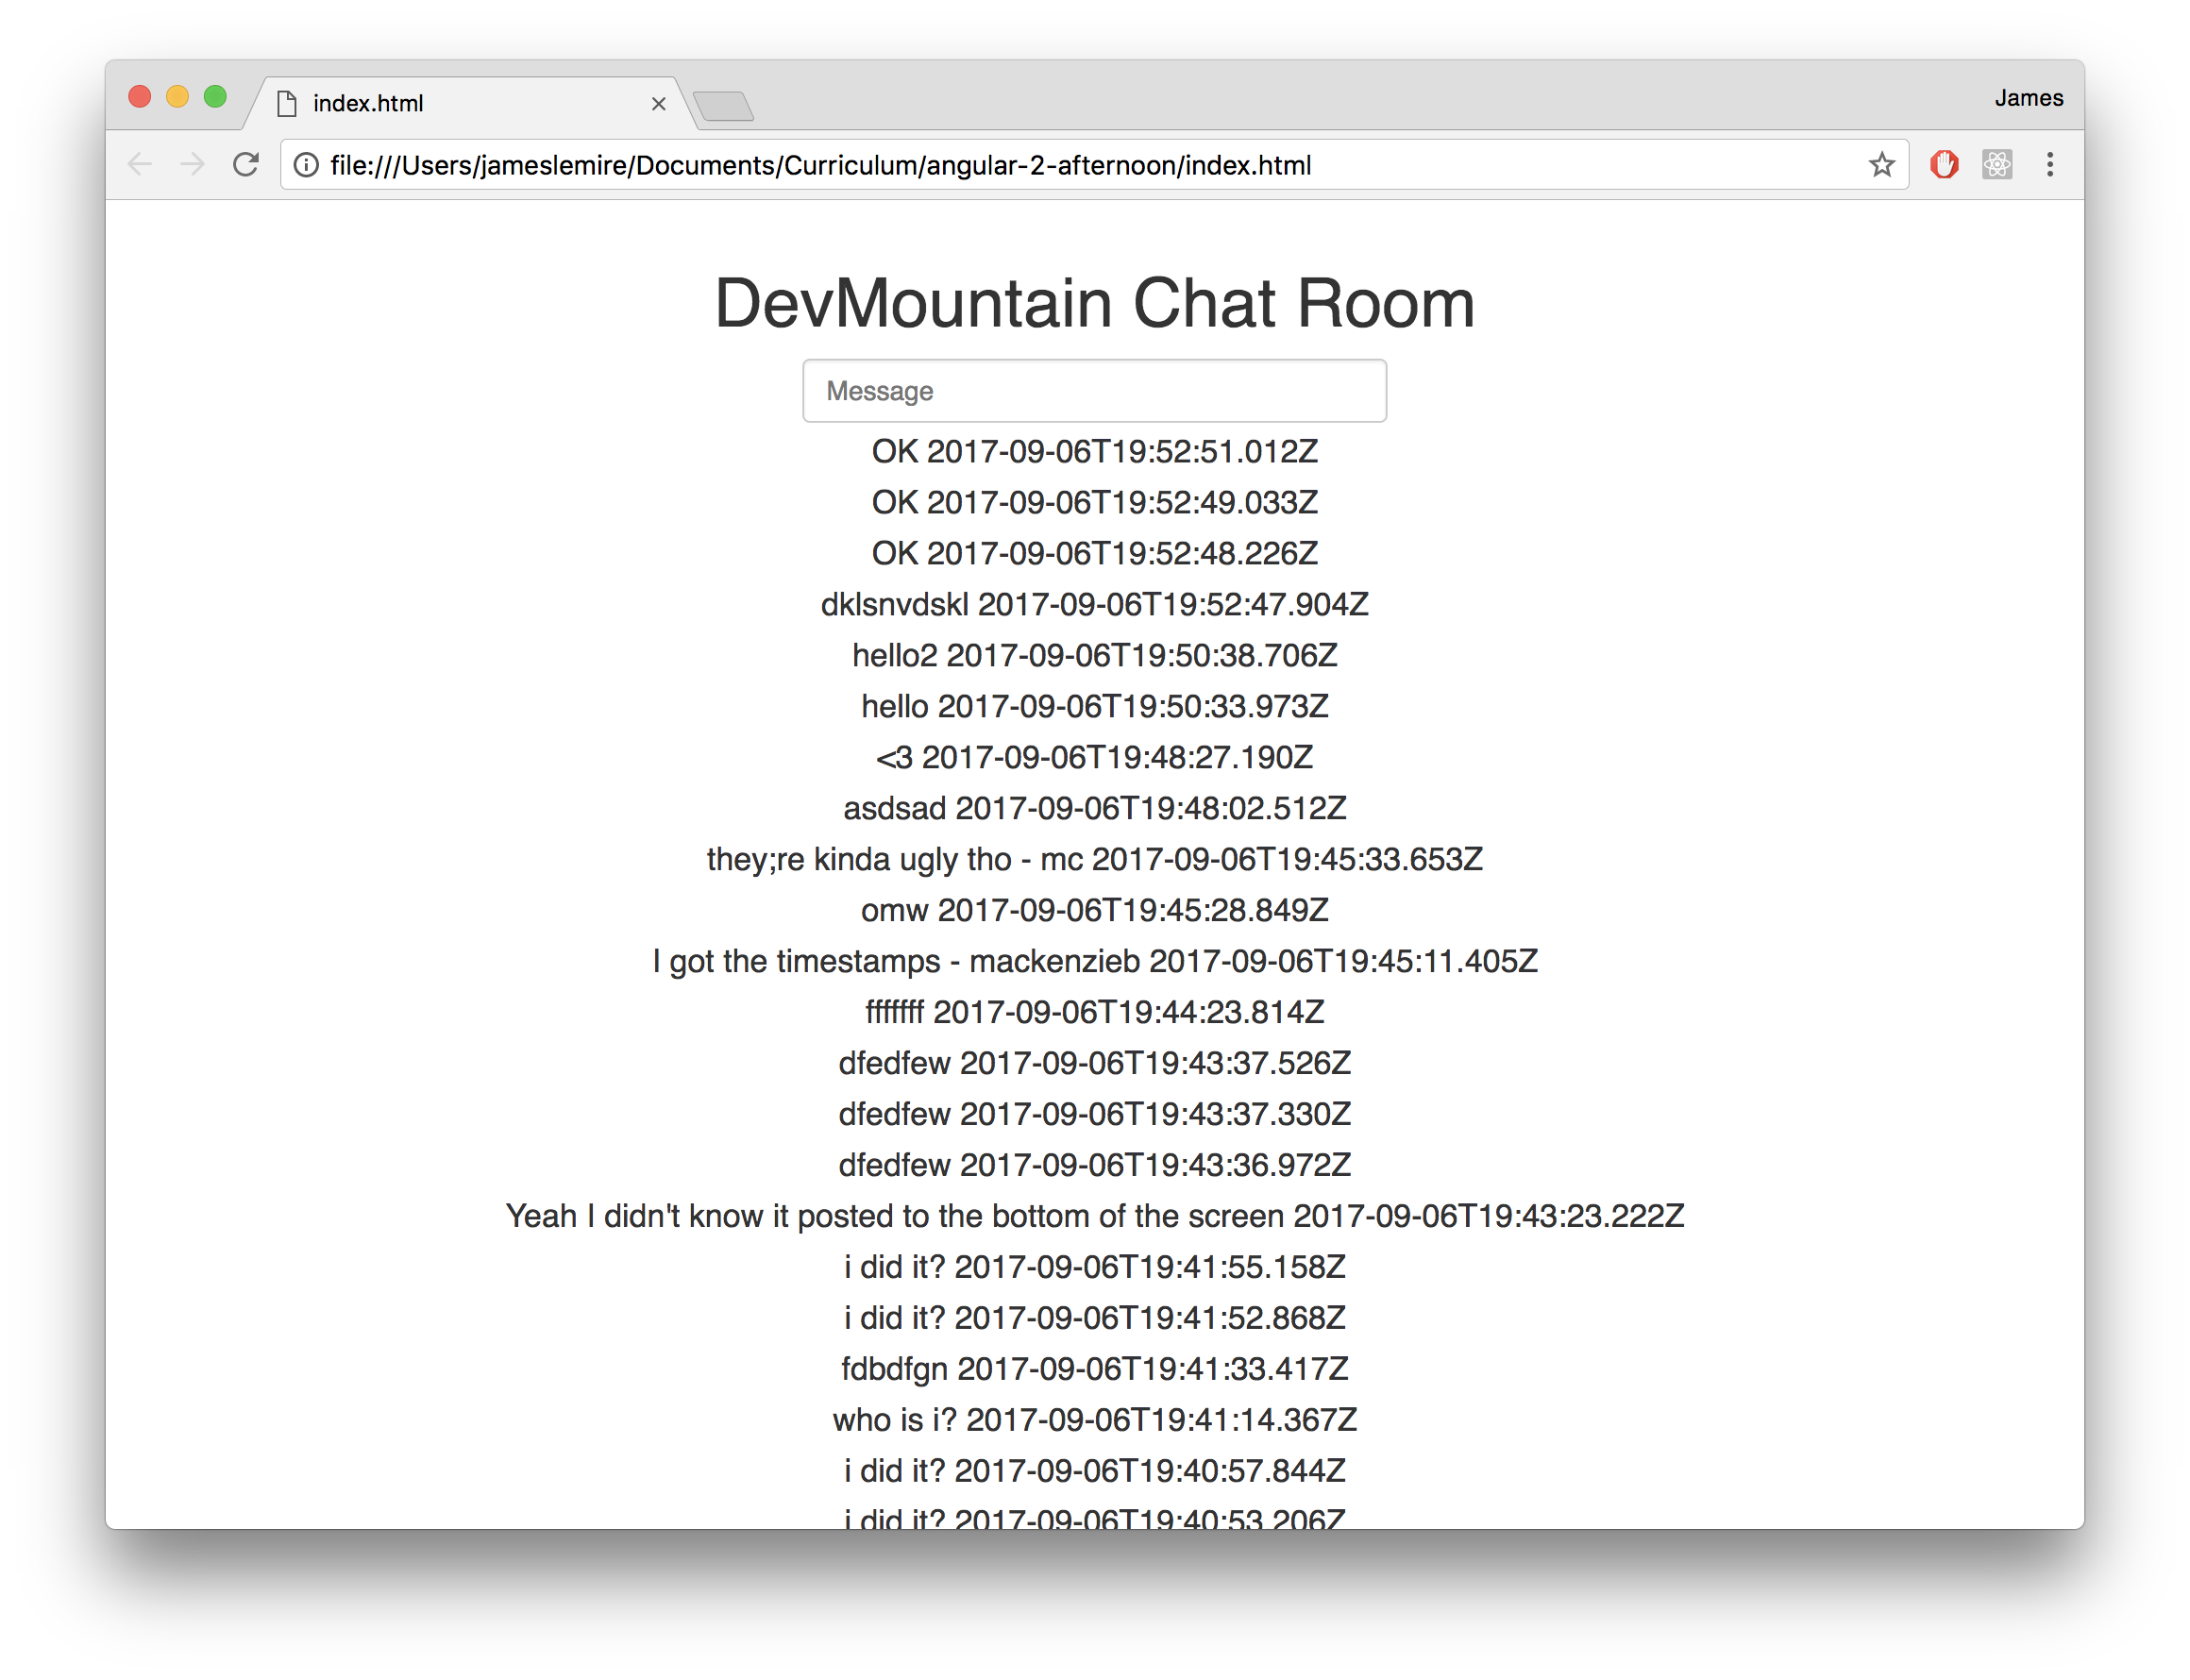 index.html
James
file:///Users/jameslemire/Documents/Curriculum/angular-2-afternoon/index.html
DevMountain Chat Room
Message
OK 2017-09-06T19:52:51.012Z
OK 2017-09-06T19:52:49.033Z
OK 2017-09-06T19:52:48.226Z
dklsnvdskl 2017-09-06T19:52:47.904Z
hello2 2017-09-06T19:50:38.706Z
hello 2017-09-06T19:50:33.973Z
<3 2017-09-06T19:48:27.190Z
asdsad 2017-09-06T19:48:02.512Z
they;re kinda ugly tho - mc 2017-09-06T19:45:33.653Z
omw 2017-09-06T19:45:28.849Z
I got the timestamps - mackenzieb 2017-09-06T19:45:11.405Z
fffffff 2017-09-06T19:44:23.814Z
dfedfew 2017-09-06T19:43:37.526Z
dfedfew 2017-09-06T19:43:37.330Z
dfedfew 2017-09-06T19:43:36.972Z
Yeah I didn't know it posted to the bottom of the screen 2017-09-06T19:43:23.222Z
i did it? 2017-09-06T19:41:55.158Z
i did it? 2017-09-06T19:41:52.868Z
fdbdfgn 2017-09-06T19:41:33.417Z
who is i? 2017-09-06T19:41:14.367Z
i did it? 2017-09-06T19:40:57.844Z
i did it? 2017-09-06T19:40:53.206Z